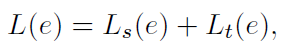 L(e) = L_s(e) + L_t(e),